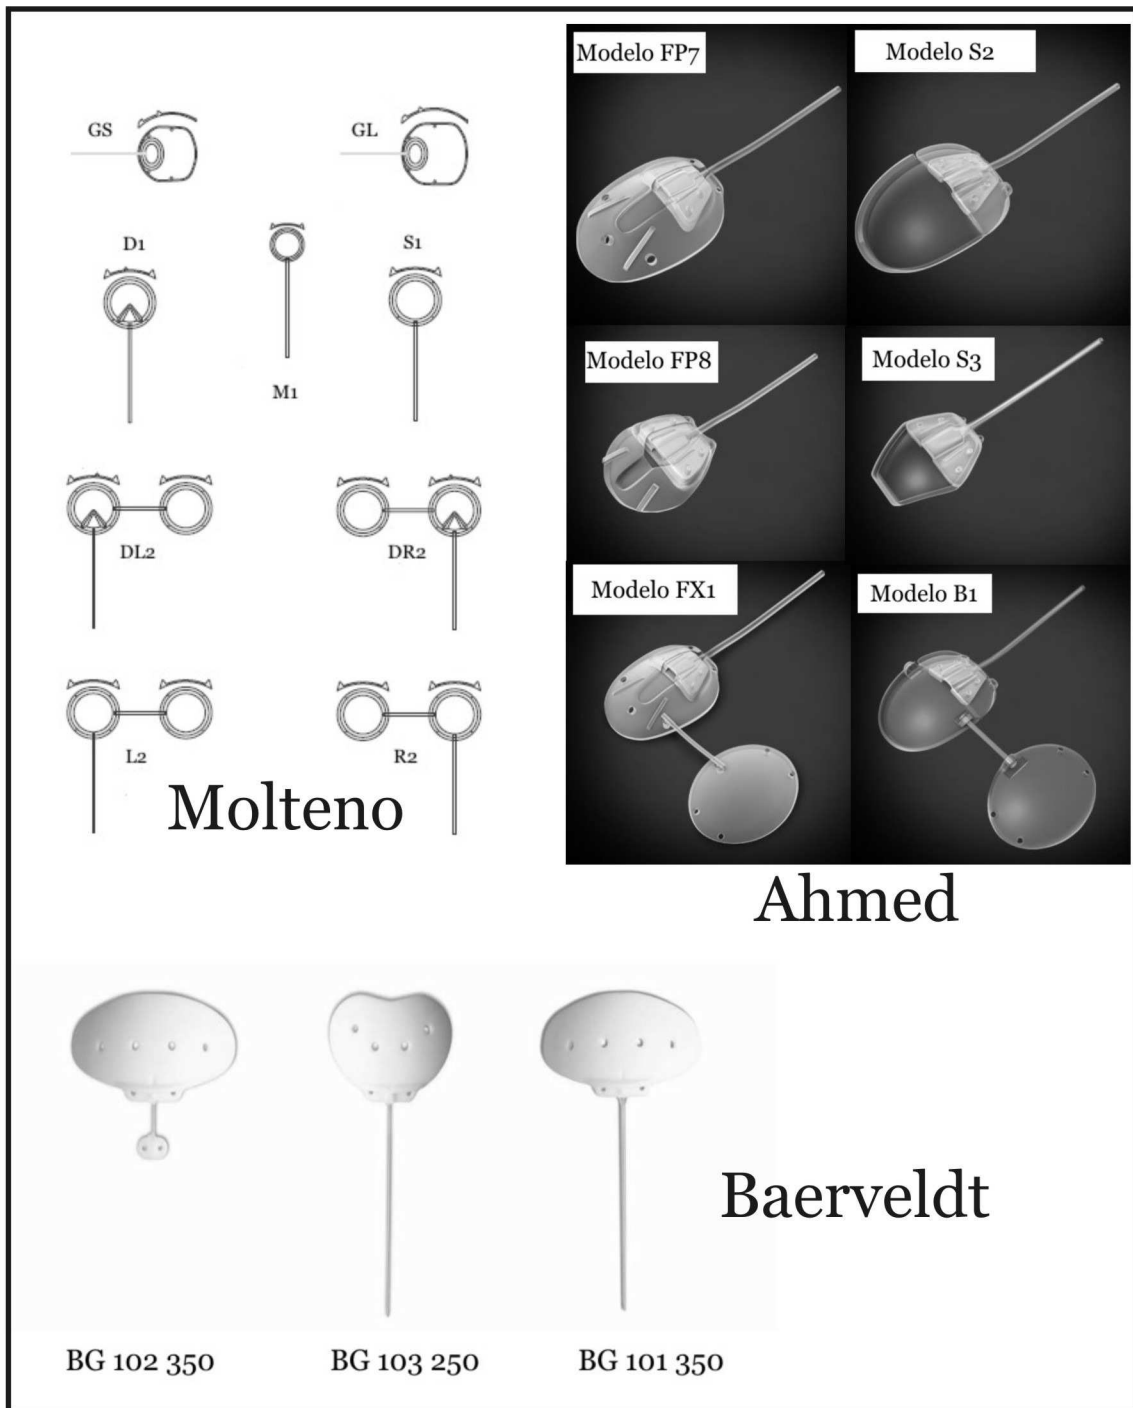 GS
GL
D1
S1
M1
DL2
DR2
L2
R2
Molteno
Modelo FP7
Modelo S2
Modelo FP8
Modelo S3
Modelo FX1
Modelo B1
Ahmed
Baerveldt
BG 102 350
BG 103 250
BG 101 350